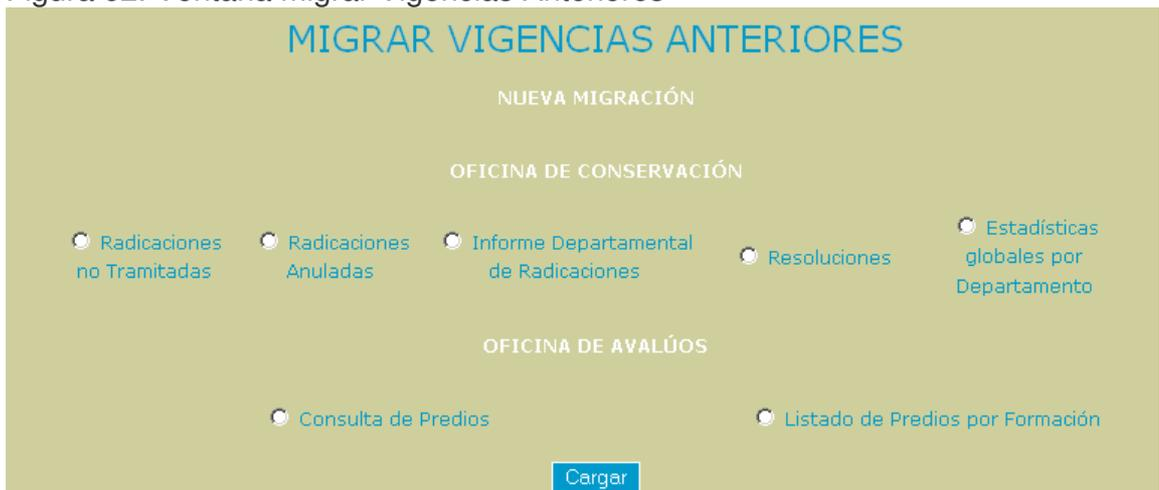 MIGRAR VIGENCIAS ANTERIORES
NUEVA MIGRACIÓN
OFICINA DE CONSERVACIÓN
Radicaciones no Tramitadas
Radicaciones Anuladas
Informe Departamental de Radicaciones
Resoluciones
Estadísticas globales por Departamento
OFICINA DE AVALÚOS
Consulta de Predios
Listado de Predios por Formación
Cargar